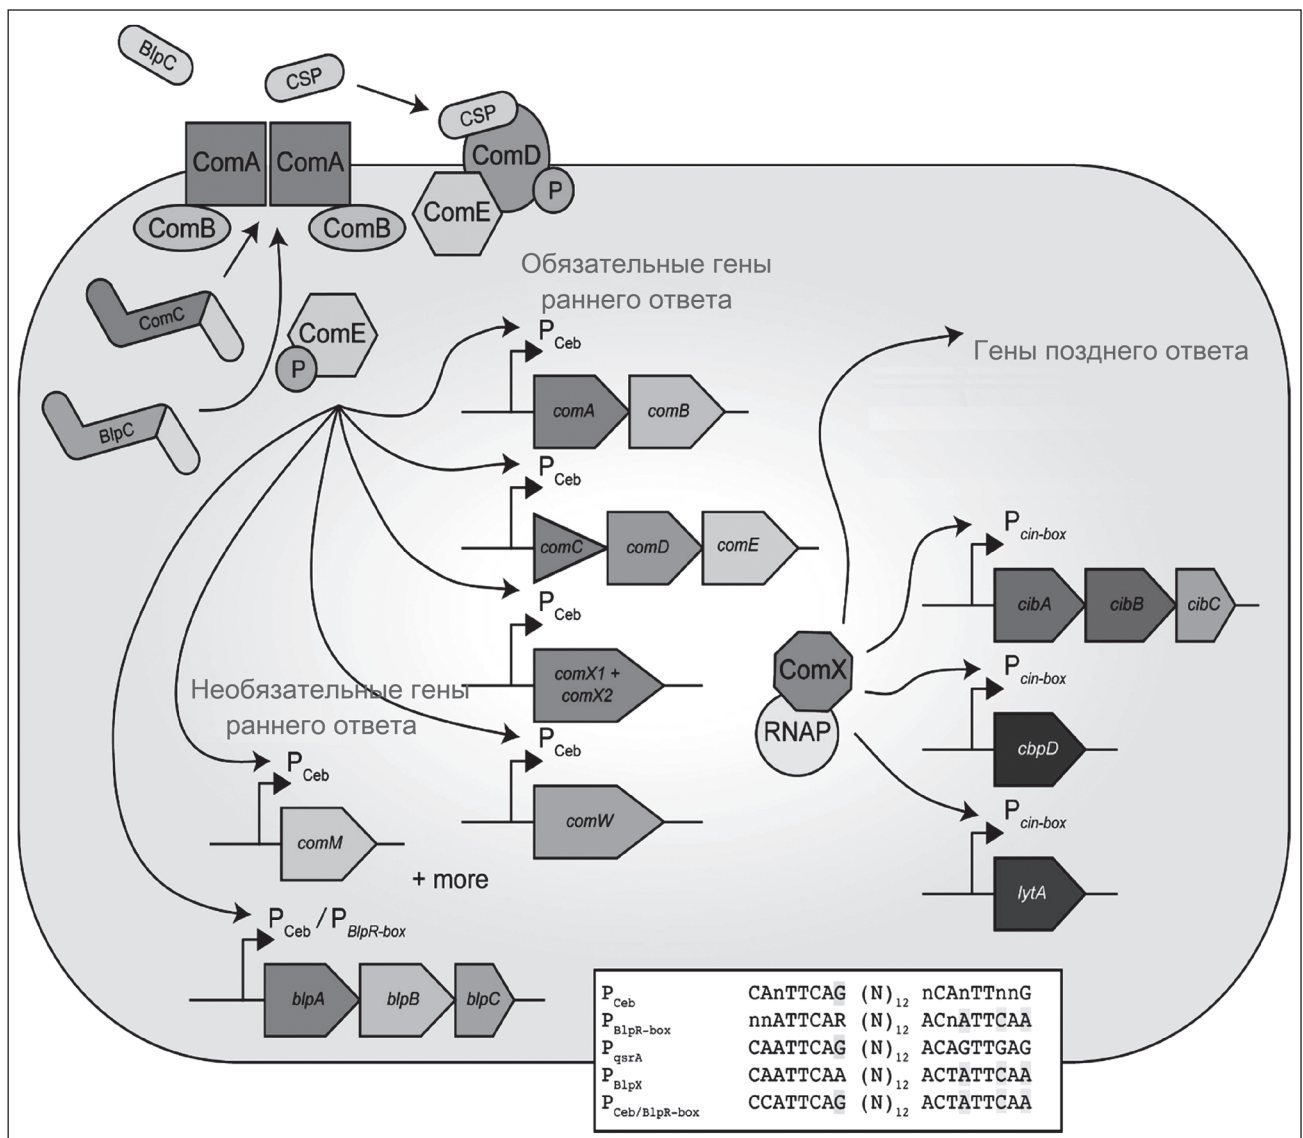 BlpC
CSP
CSP
ComA
ComA
ComD
P
ComE
ComB
ComB
Обязательные гены
раннего ответа
ComC
ComE
P
P Ceb
Гены позднего ответа
comA
comB
BlpC
P Ceb
comC
comD
comE
P cin-box
cibA
cibB
cibC
P Ceb
comX1 +
comX2
ComX
RNAP
P cin-box
cbpD
Необязательные гены
раннего ответа
P Ceb
comW
P Ceb
comM
+ more
P cin-box
lytA
P Ceb / P BlpR-box
blpA
blpB
blpC
P Ceb CAnTTCAG (N)12 nCAnTTnnG
P BlpR-box nnATTCAR (N)12 ACnATTCAA
P qsrA CAATTCAG (N)12 ACAGTTGAG
P BlpX CAATTCAA (N)12 ACTATTCAA
P Ceb/BlpR-box CCATTCAG (N)12 ACTATTCAA